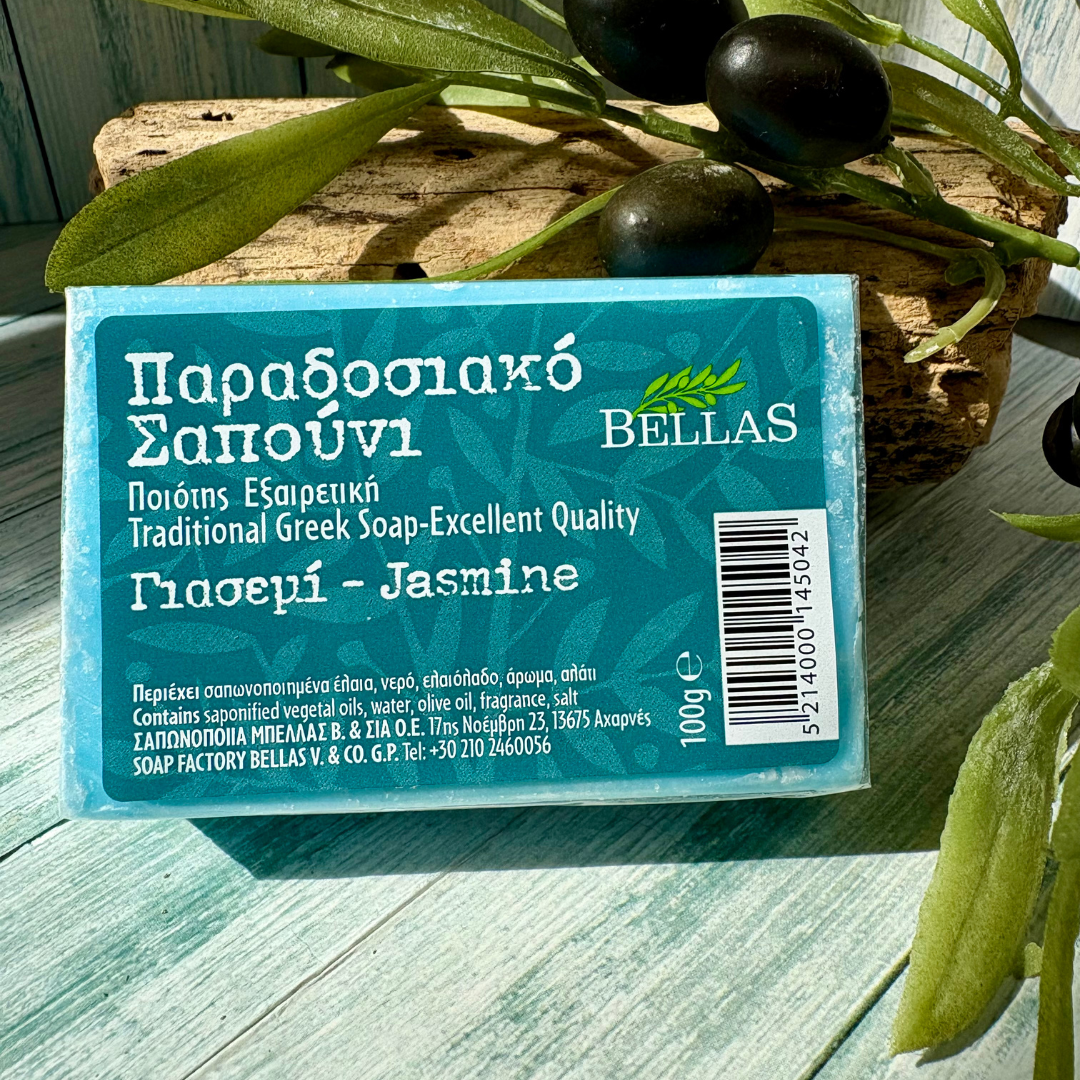 Παραδοσιακό
Σαπούνι
BELLAS
Ποιότης Εξαιρετική
Traditional Greek Soap-Excellent Quality
Γιασεμί - Jasmine
Περιέχει σαπωνοποιημένα έλαια, νερό, ελαιόλαδο, άρωμα, αλάτι
Contains saponified vegetal oils, water, olive oil, fragrance, salt
ΣΑΠΩΝΟΠΟΙΙΑ ΜΠΕΛΛΑΣ Β. & ΣΙΑ Ο.Ε. 17ης Νοέμβρη 23, 13675 Αχαρνές
SOAP FACTORY BELLAS V. & CO. G.P. Tel: +30 210 2460056
100g e
5 214000 145042